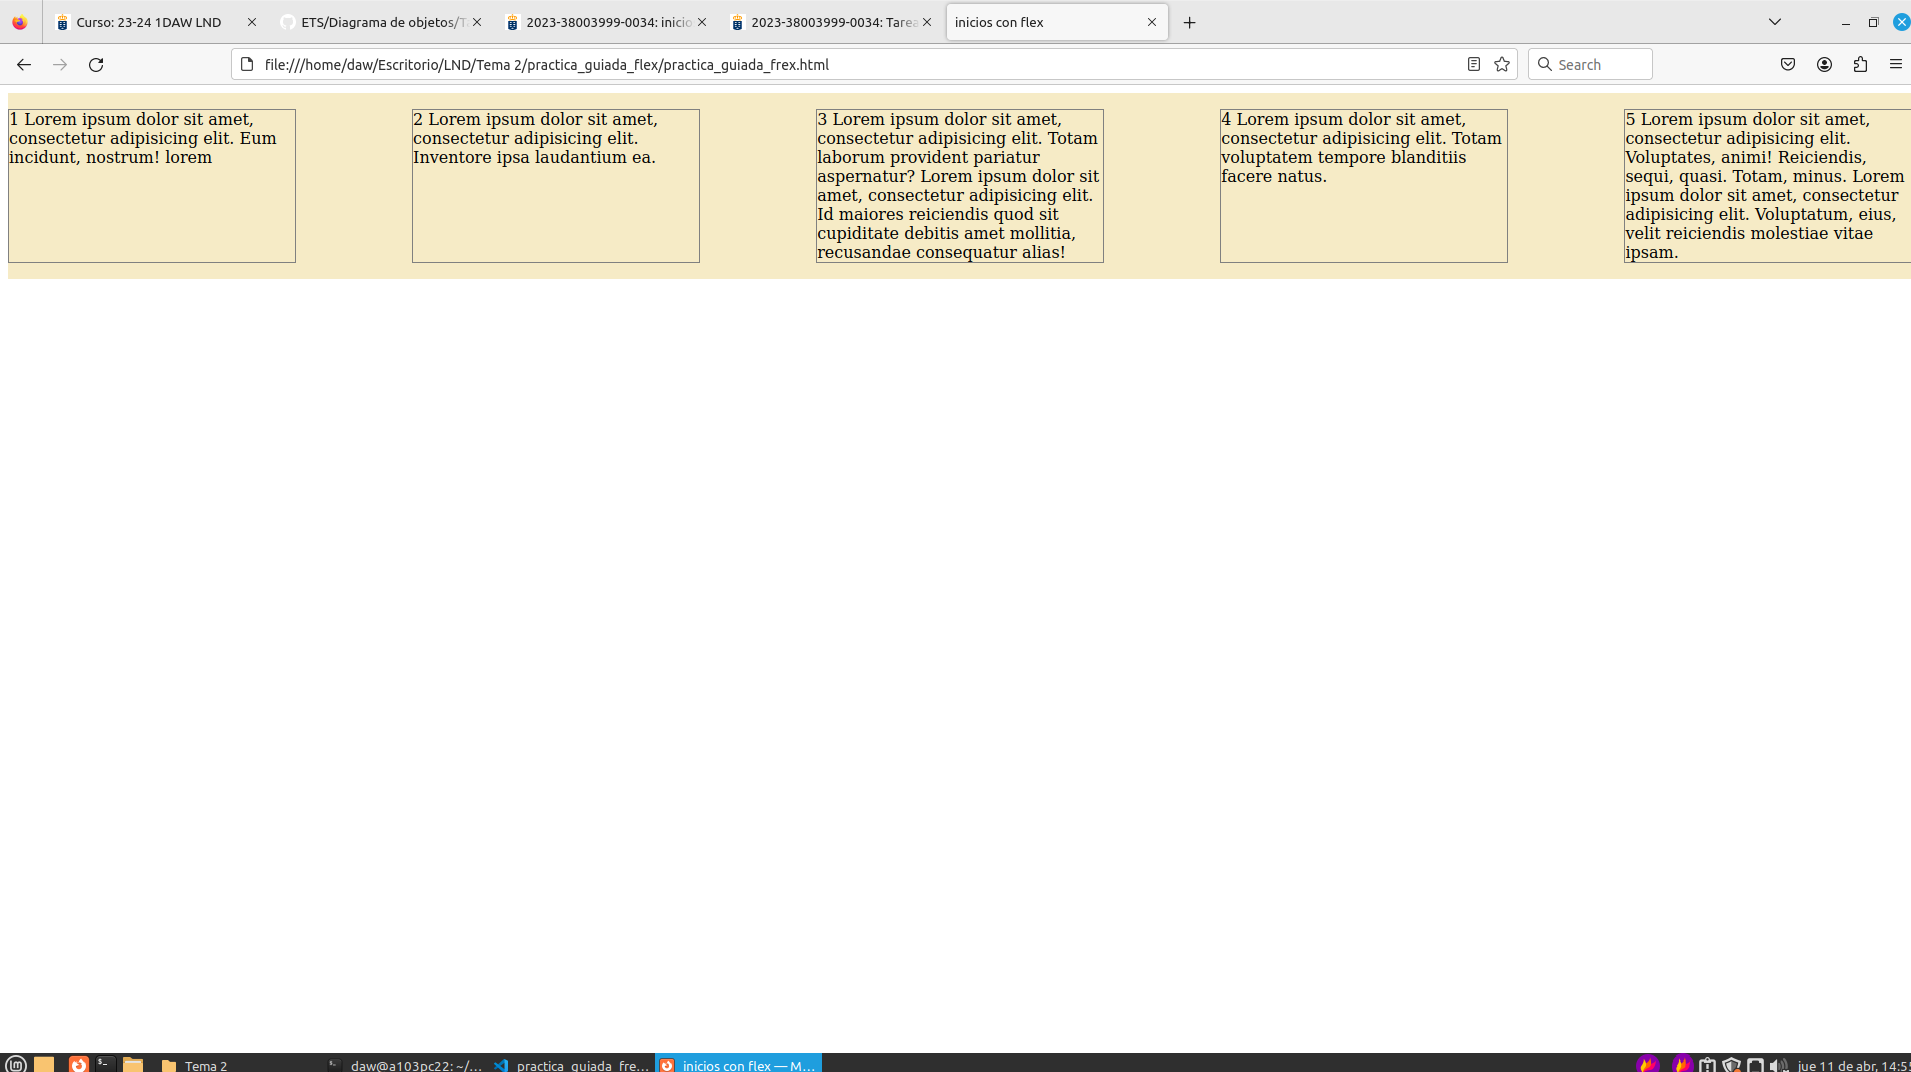 Curso: 23-24 1DAW LND
ETS/Diagrama de objetos/T
2023-38003999-0034: inicio
2023-38003999-0034: Tarea
inicios con flex
file:///home/daw/Escritorio/LND/Tema 2/practica_guiada_flex/practica_guiada_frex.html
Search
1 Lorem ipsum dolor sit amet,
consectetur adipisicing elit. Eum
incidunt, nostrum! lorem
2 Lorem ipsum dolor sit amet,
consectetur adipisicing elit.
Inventore ipsa laudantium ea.
3 Lorem ipsum dolor sit amet,
consectetur adipisicing elit. Totam
laborum provident pariatur
aspernatur? Lorem ipsum dolor sit
amet, consectetur adipisicing elit.
Id maiores reiciendis quod sit
cupiditate debitis amet mollitia,
recusandae consequatur alias!
4 Lorem ipsum dolor sit amet,
consectetur adipisicing elit. Totam
voluptatem tempore blanditiis
facere natus.
5 Lorem ipsum dolor sit amet,
consectetur adipisicing elit.
Voluptates, animi! Reiciendis,
sequi, quasi. Totam, minus. Lorem
ipsum dolor sit amet, consectetur
adipisicing elit. Voluptatum, eius,
velit reiciendis molestiae vitae
ipsam.
Tema 2
daw@a103pc22: ~/...
practica_guiada_fre...
inicios con flex — M...
jue 11 de abr, 14:5